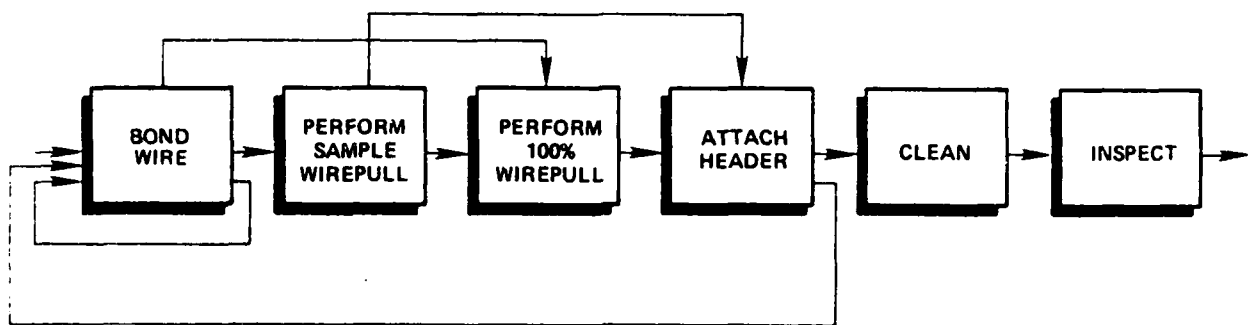 BOND
WIRE
PERFORM
SAMPLE
WIREPULL
PERFORM
100%
WIREPULL
ATTACH
HEADER
CLEAN
INSPECT